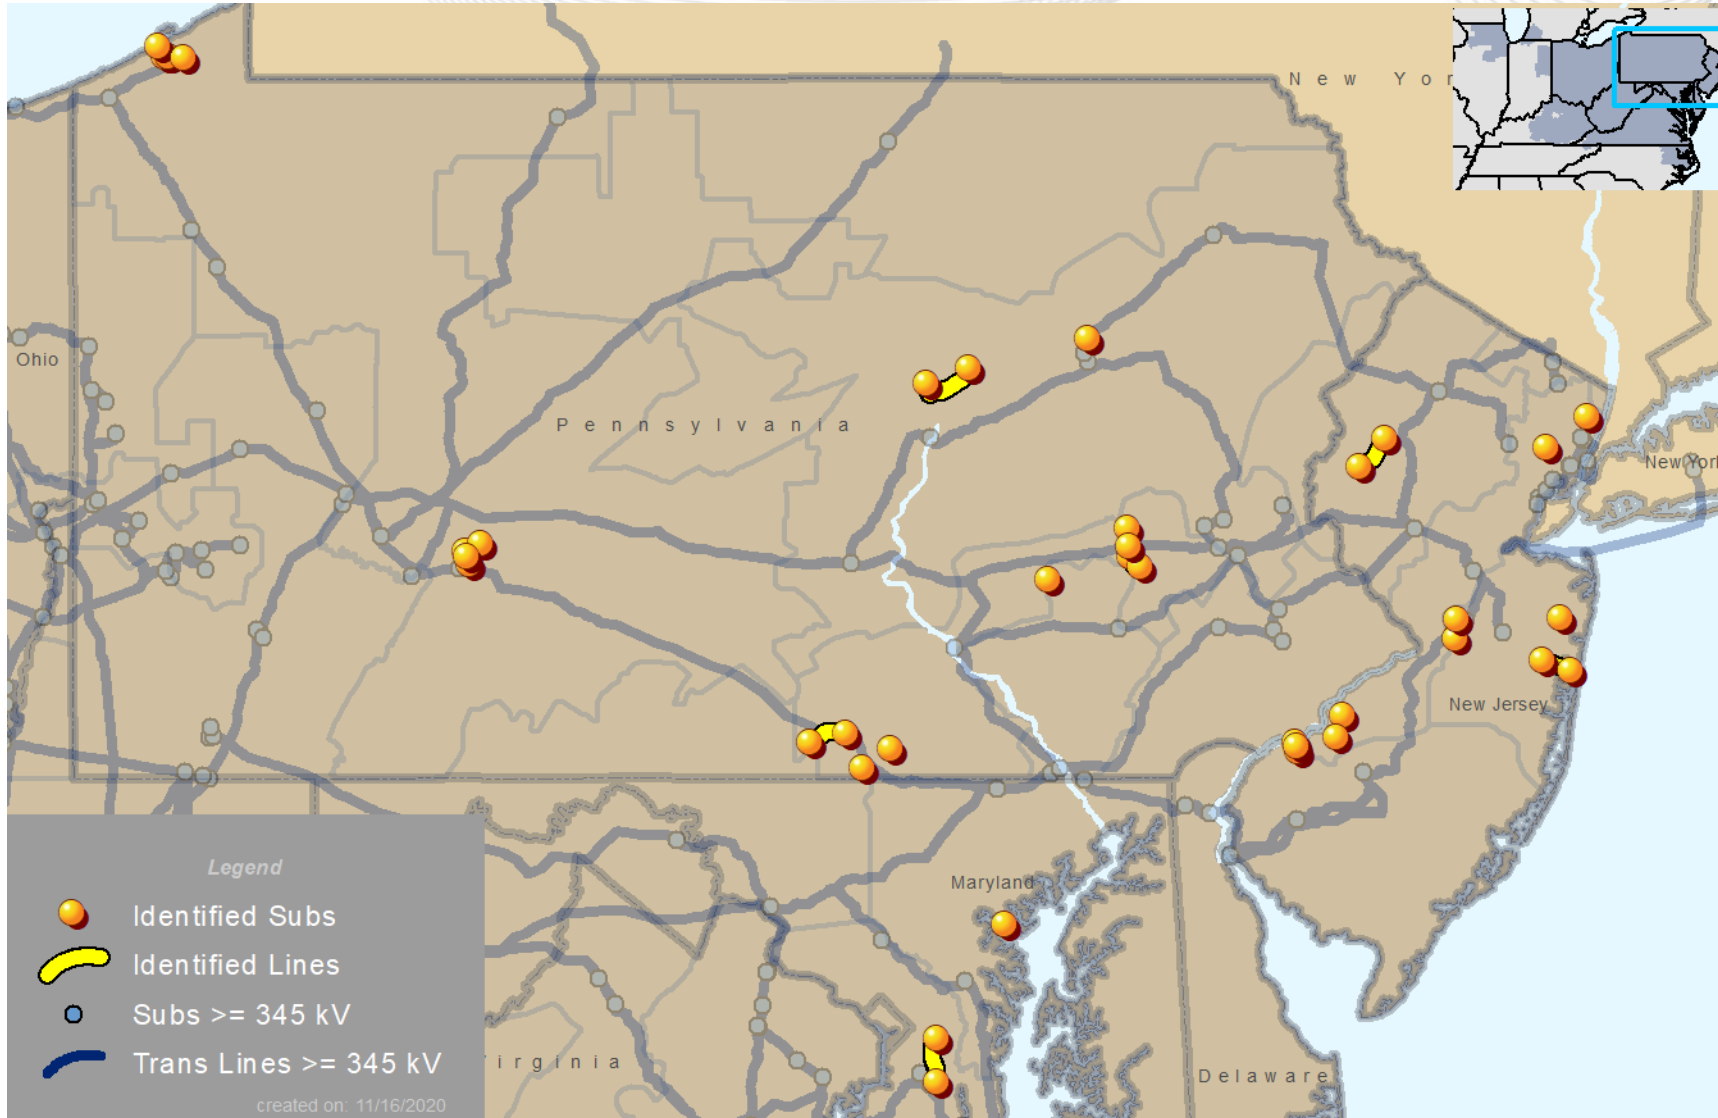 New Yor
Ohio
Pennsylvania
New York
New Jersey
Maryland
irginia
Delaware
Legend
Identified Subs
Identified Lines
Subs >= 345 kV
Trans Lines >= 345 kV
created on: 11/16/2020